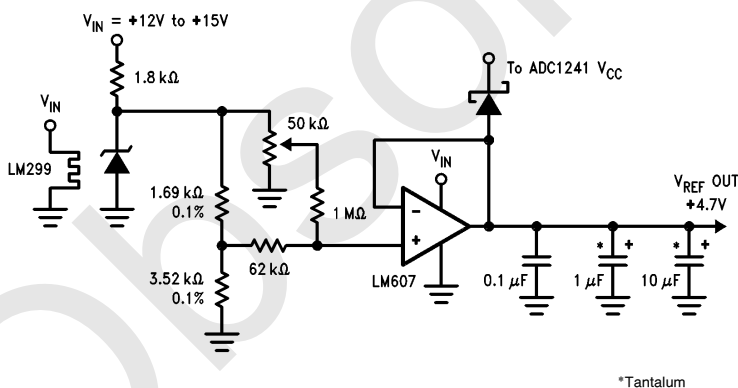 V_IN = +12V to +15V
1.8 kΩ
To ADC1241 V_CC
V_IN
50 kΩ
LM299
V_IN
V_REF OUT
+4.7V
1.69 kΩ
0.1%
1 MΩ
-
+
62 kΩ
3.52 kΩ
0.1%
LM607
0.1 μF
* +
1 μF
* +
10 μF
*Tantalum
Obso